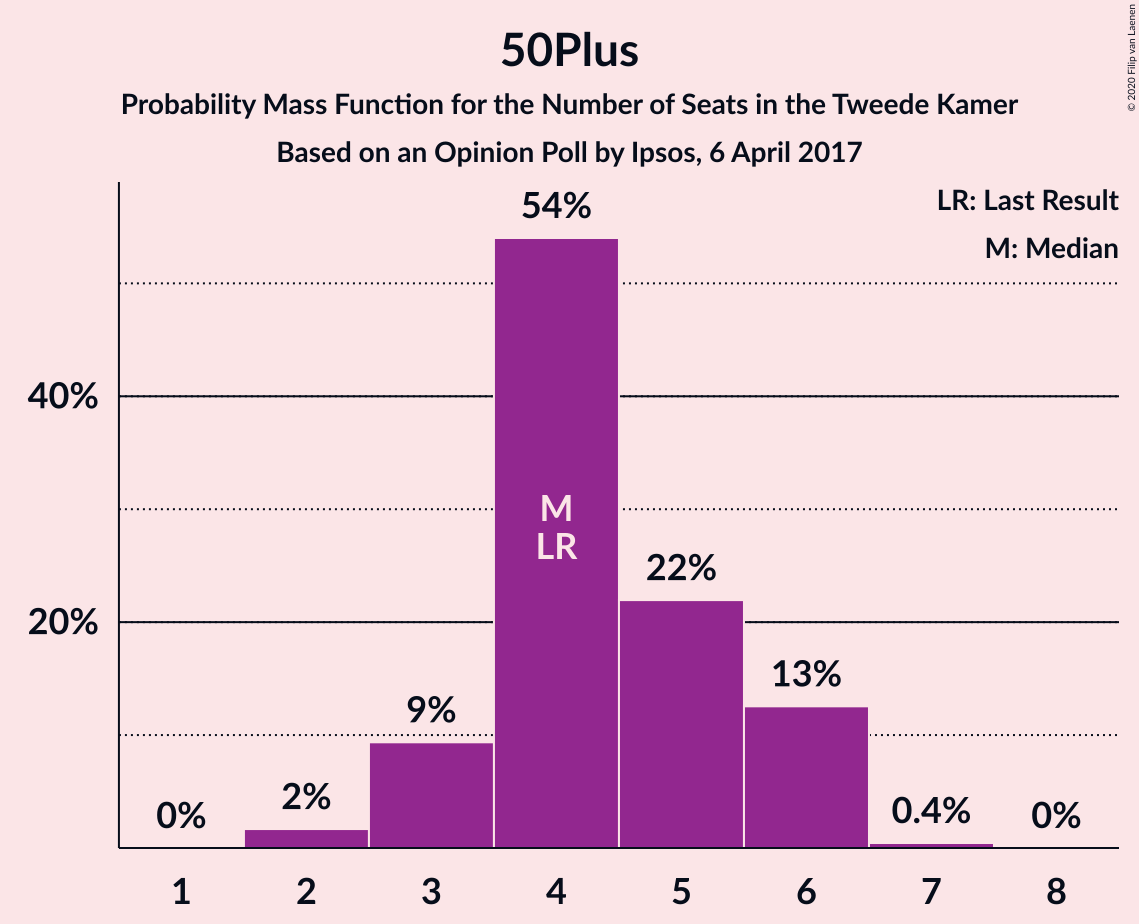 50Plus
Probability Mass Function for the Number of Seats in the Tweede Kamer
Based on an Opinion Poll by Ipsos, 6 April 2017
© 2020 Filip van Laenen
LR: Last Result
M: Median
54%
40%
M
LR
22%
20%
13%
9%
2%
0.4%
0%
0%
1 2 3 4 5 6 7 8